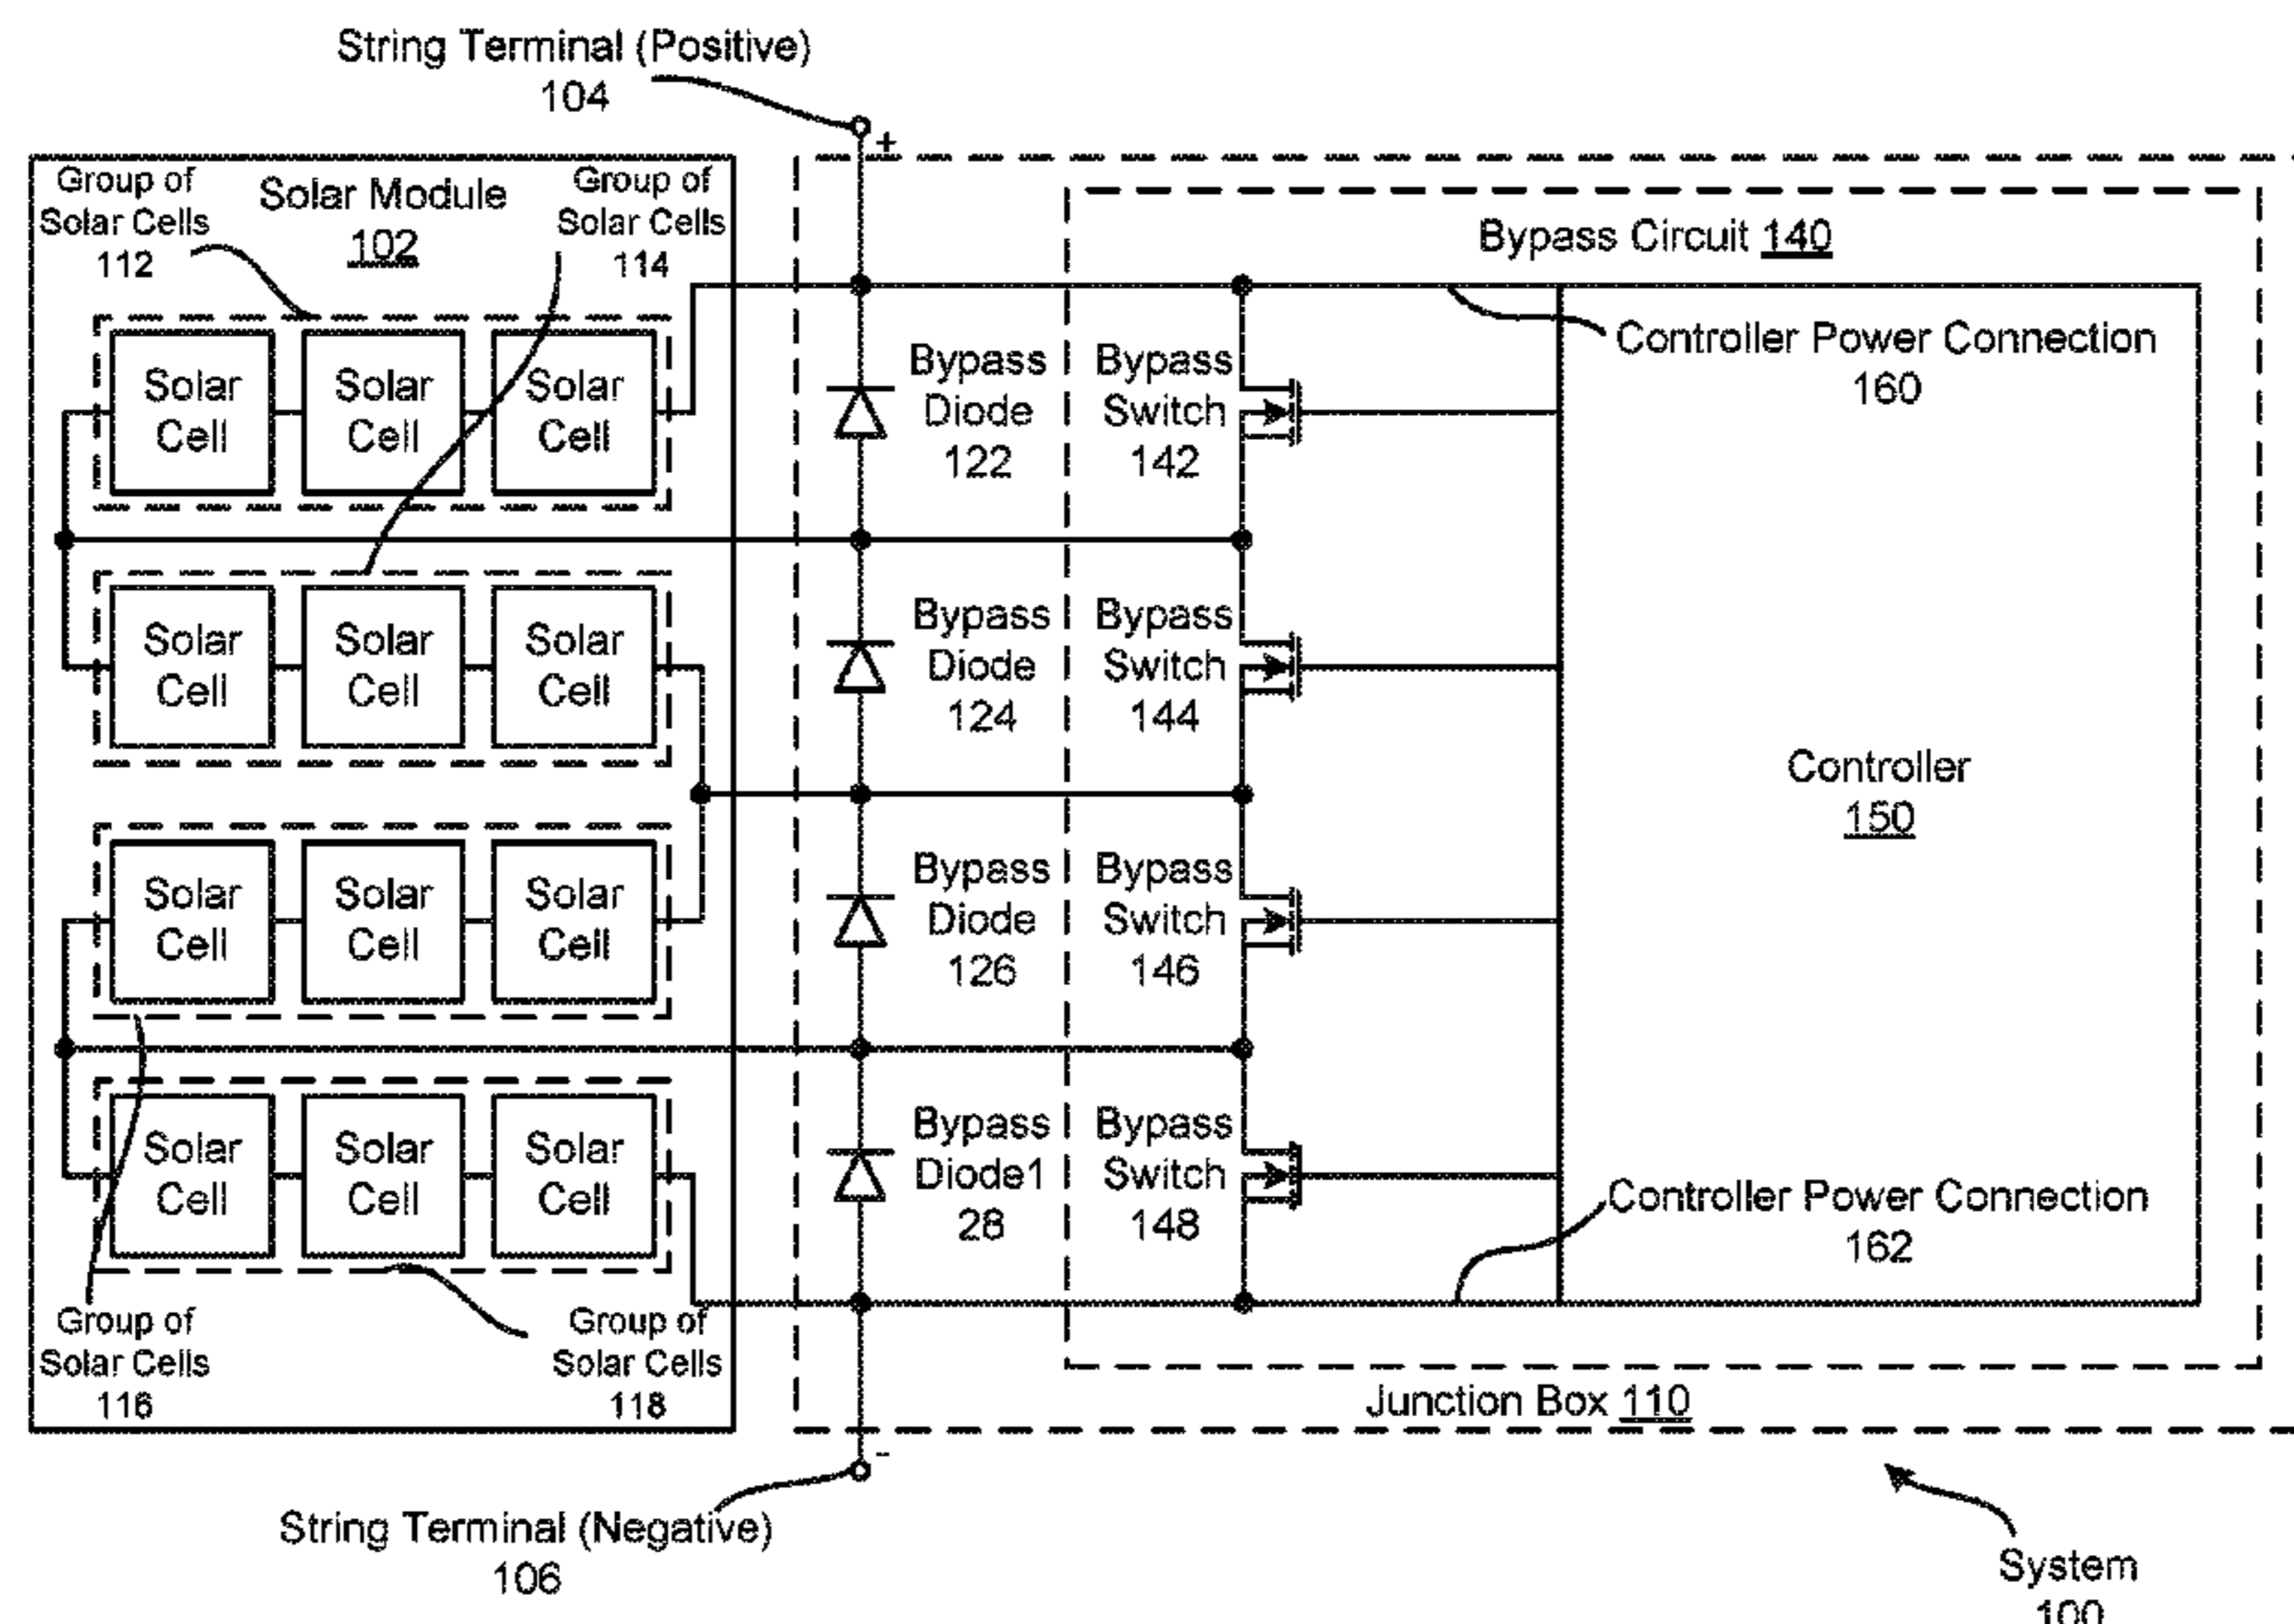 String Terminal (Positive)
104
+
Group of
Solar Cells
112
Solar Module
102
Group of
Solar Cells
114
Bypass Circuit 140
Controller Power Connection
160
Solar
Cell
Solar
Cell
Solar
Cell
Bypass
Diode
122
Bypass
Switch
142
Solar
Cell
Solar
Cell
Solar
Cell
Bypass
Diode
124
Bypass
Switch
144
Controller
150
Solar
Cell
Solar
Cell
Solar
Cell
Bypass
Diode
126
Bypass
Switch
146
Solar
Cell
Solar
Cell
Solar
Cell
Bypass
Diode1
28
Bypass
Switch
148
Controller Power Connection
162
Group of
Solar Cells
116
Group of
Solar Cells
118
Junction Box 110
-
String Terminal (Negative)
106
System
100